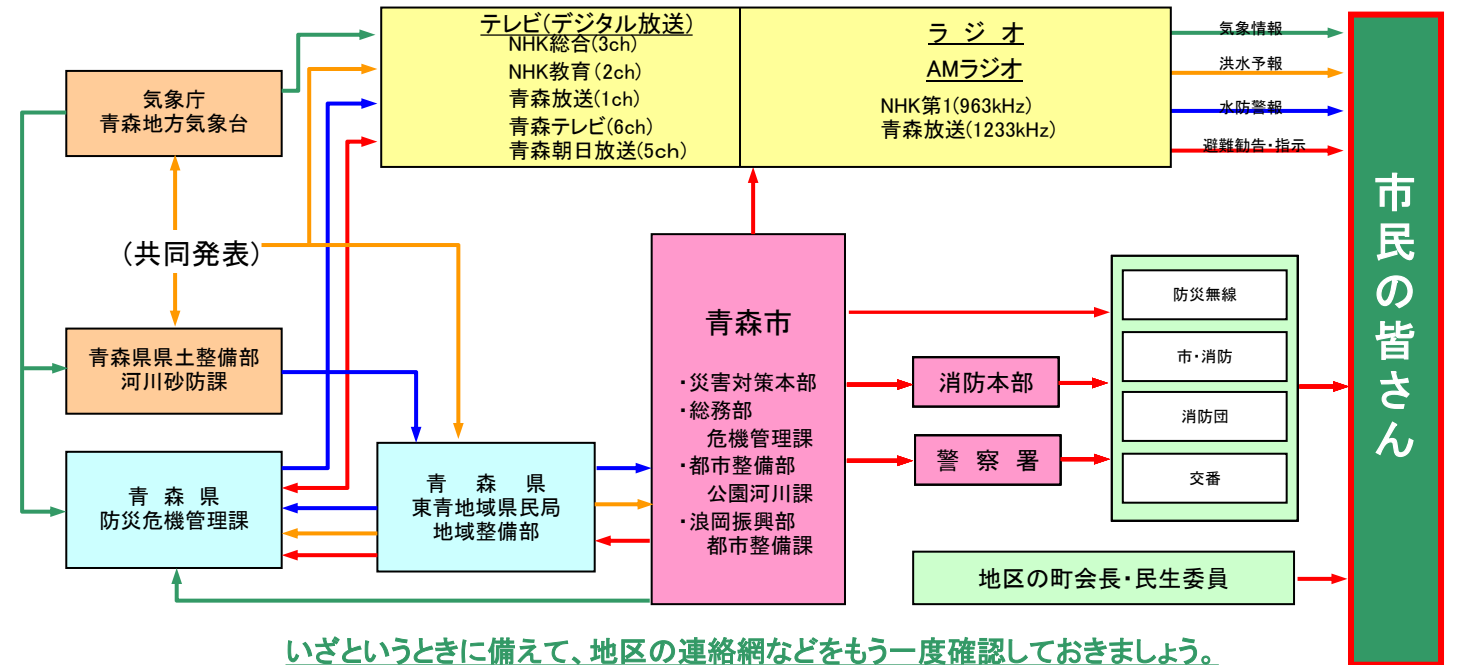 テレビ(デジタル放送)
NHK総合(3ch)
NHK教育(2ch)
青森放送(1ch)
青森テレビ(6ch)
青森朝日放送(5ch)
ラジオ
AMラジオ
NHK第1(963kHz)
青森放送(1233kHz)
気象情報
洪水予報
水防警報
避難勧告・指示
市民の皆さん
気象庁
青森地方気象台
(共同発表)
青森県県土整備部
河川砂防課
青森県
防災危機管理課
青森県
東青地域県民局
地域整備部
青森市
・災害対策本部
・総務部
危機管理課
・都市整備部
公園河川課
・浪岡振興部
都市整備課
消防本部
警察署
防災無線
市・消防
消防団
交番
地区の町会長・民生委員
いざというときに備えて、地区の連絡網などをもう一度確認しておきましょう。